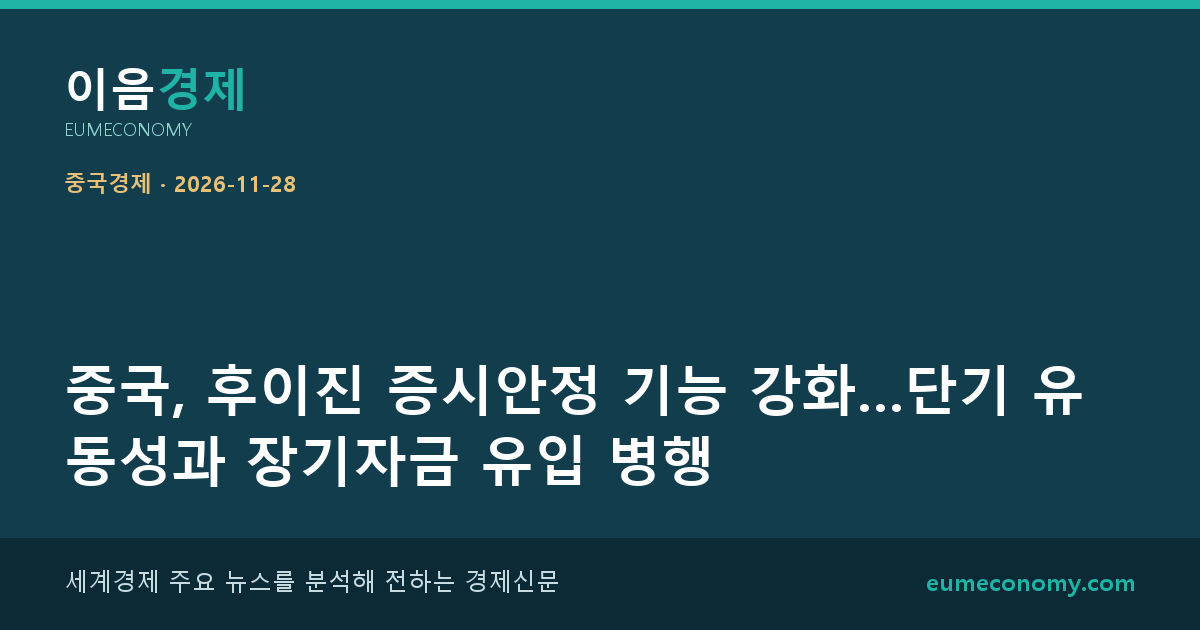 이음경제
EUMECONOMY
중국경제 · 2026-11-28
중국, 후이진 증시안정 기능 강화…단기 유
동성과 장기자금 유입 병행
세계경제 주요 뉴스를 분석해 전하는 경제신문
eumeconomy.com